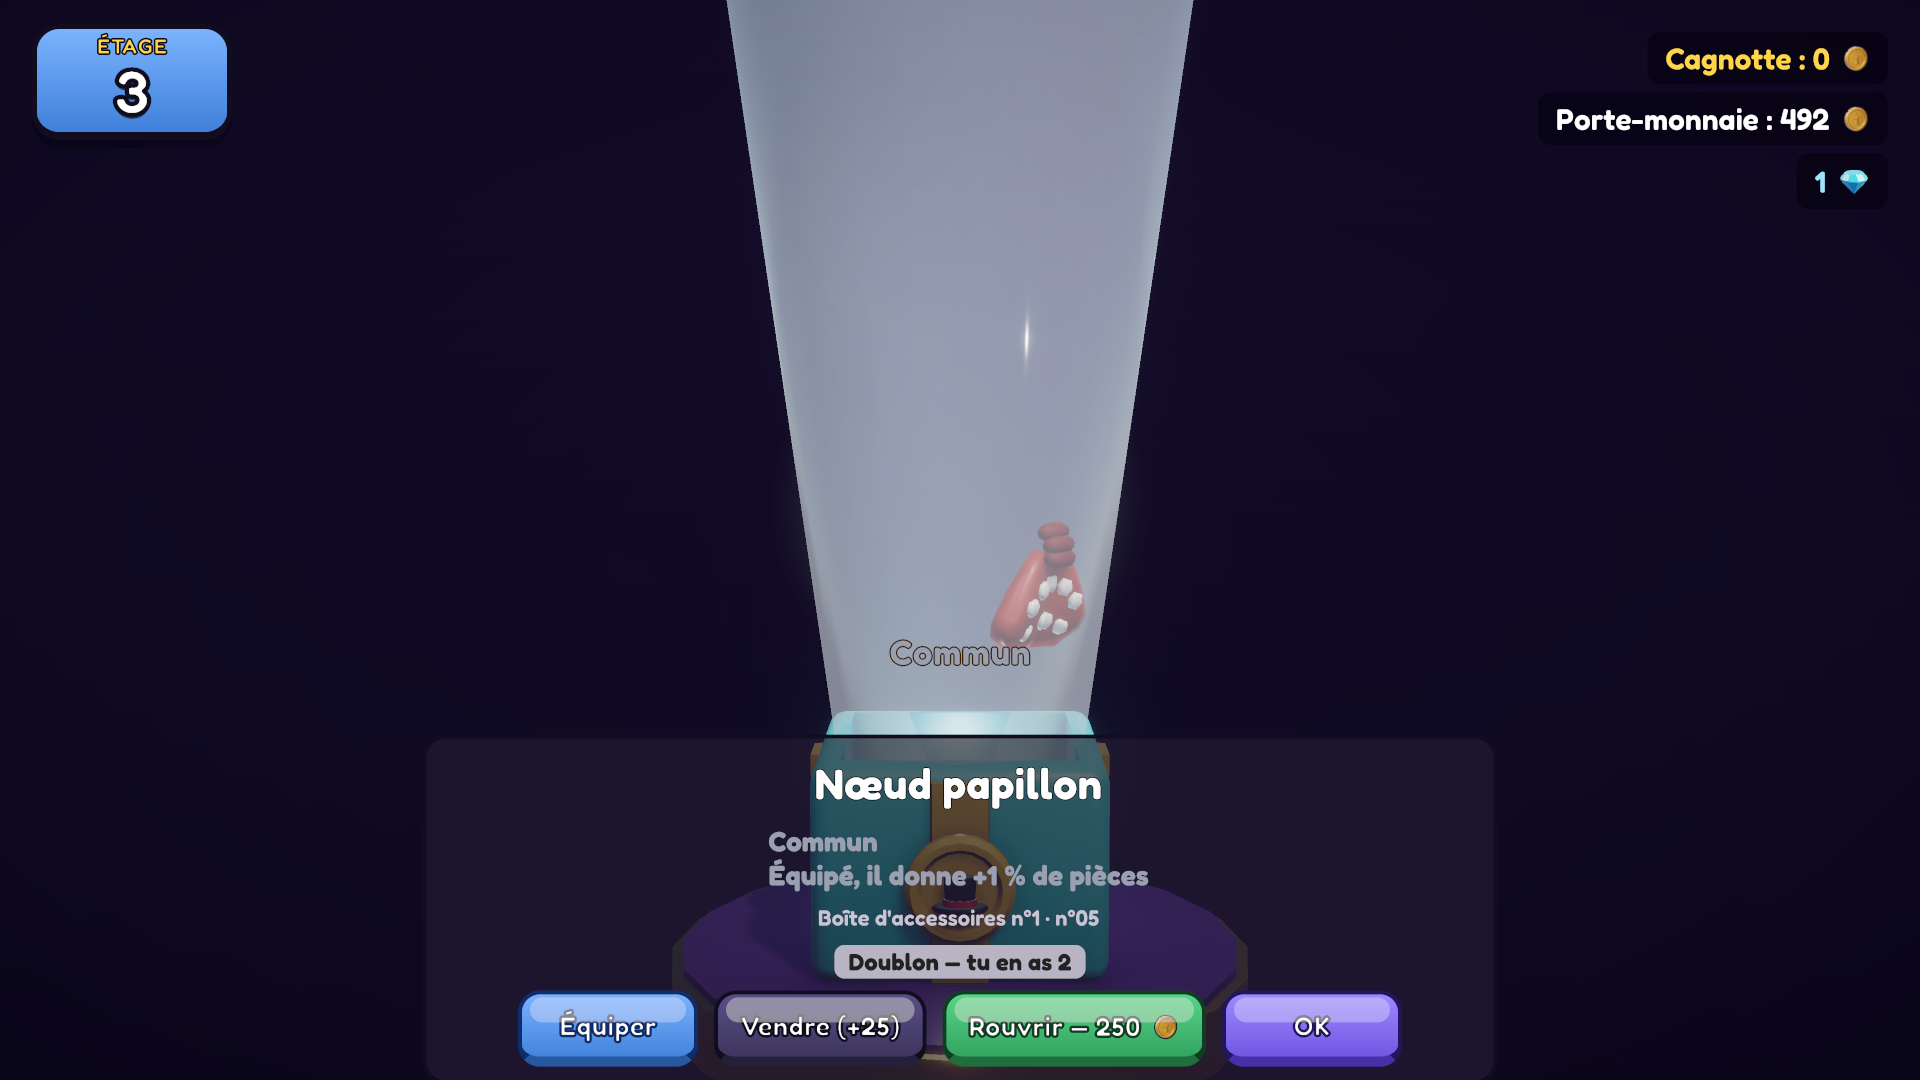 ÉTAGE
3
Cagnotte : 0
Porte-monnaie : 492
1
Commun
Nœud papillon
Commun
Équipé, il donne +1 % de pièces
Boîte d'accessoires n°1 · n°05
Doublon — tu en as 2
Équiper
Vendre (+25)
Rouvrir — 250
OK